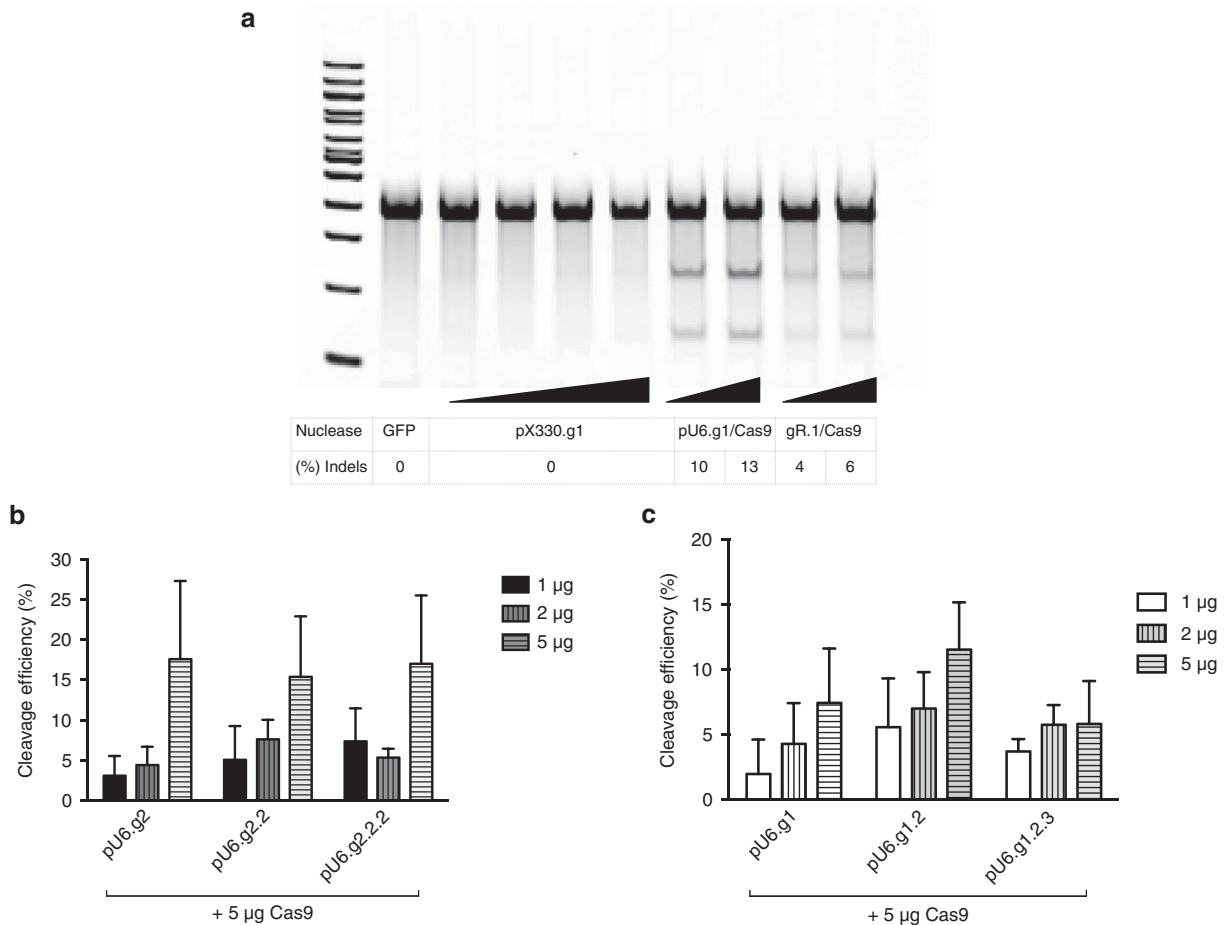 a
Nuclease GFP pX330.g1 pU6.g1/Cas9 gR.1/Cas9
(%) Indels 0 0 10 13 4 6
b
Cleavage efficiency (%)
30
25
20
15
10
5
0
1 µg
2 µg
5 µg
pU6.g2
pU6.g2.2
pU6.g2.2.2
+ 5 µg Cas9
c
Cleavage efficiency (%)
20
15
10
5
0
1 µg
2 µg
5 µg
pU6.g1
pU6.g1.2
pU6.g1.2.3
+ 5 µg Cas9